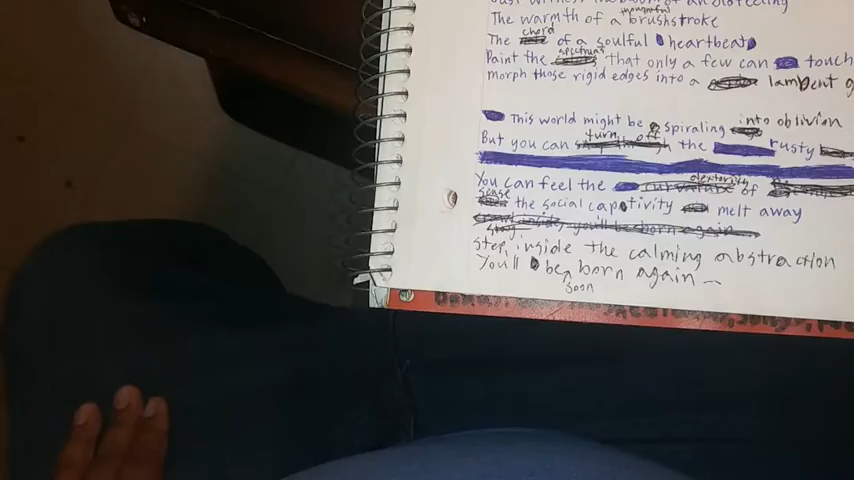 The warmth of a thoughtful brushstroke
The chord of a soulful heartbeat
Paint the spectrums that only a few can touch
morph those rigid edges into a lambent g
This world might be spiraling into oblivion
But you can turn off the rusty
You can feel the dexterity of
sense the social captivity melt away
step inside the calming abstraction
You'll be soon born again